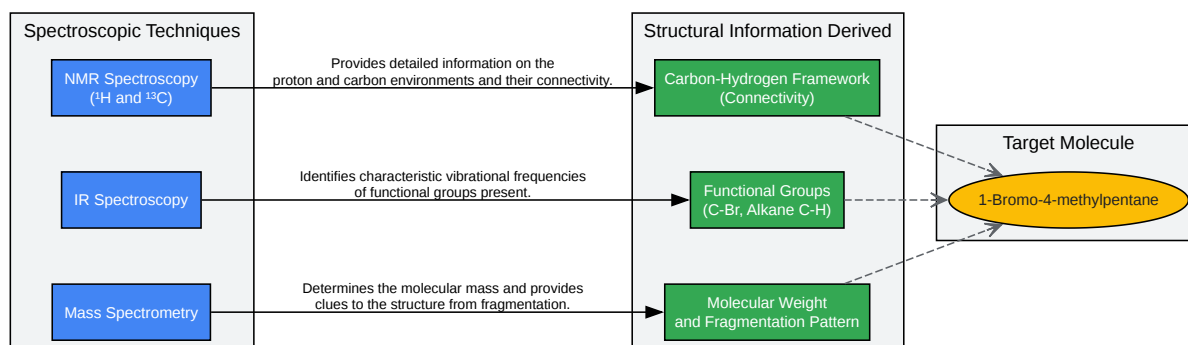 Spectroscopic Techniques
Structural Information Derived
NMR Spectroscopy
(¹H and ¹³C)
Provides detailed information on the
proton and carbon environments and their connectivity.
Carbon-Hydrogen Framework
(Connectivity)
Target Molecule
IR Spectroscopy
Identifies characteristic vibrational frequencies
of functional groups present.
Functional Groups
(C-Br, Alkane C-H)
1-Bromo-4-methylpentane
Mass Spectrometry
Determines the molecular mass and provides
clues to the structure from fragmentation.
Molecular Weight
and Fragmentation Pattern